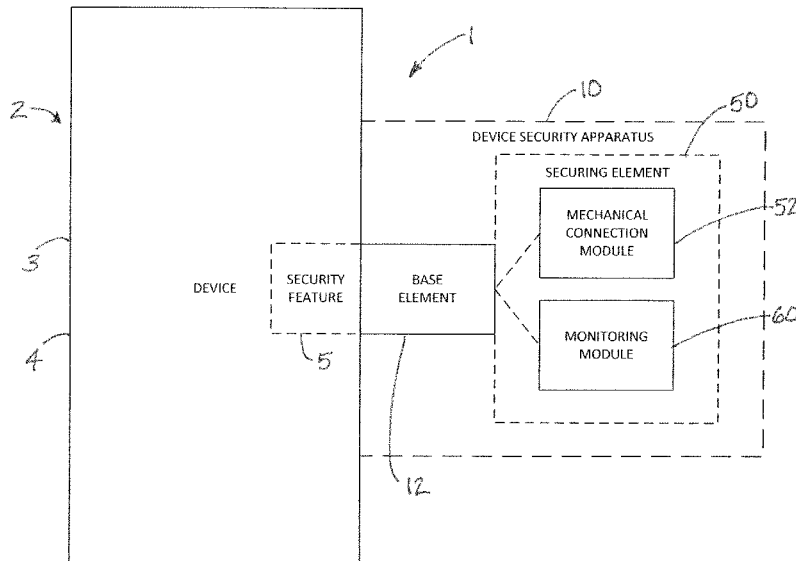 1
2
10
50
DEVICE SECURITY APPARATUS
SECURING ELEMENT
MECHANICAL
CONNECTION
MODULE
52
3
DEVICE
SECURITY
FEATURE
BASE
ELEMENT
4
5
MONITORING
MODULE
60
12